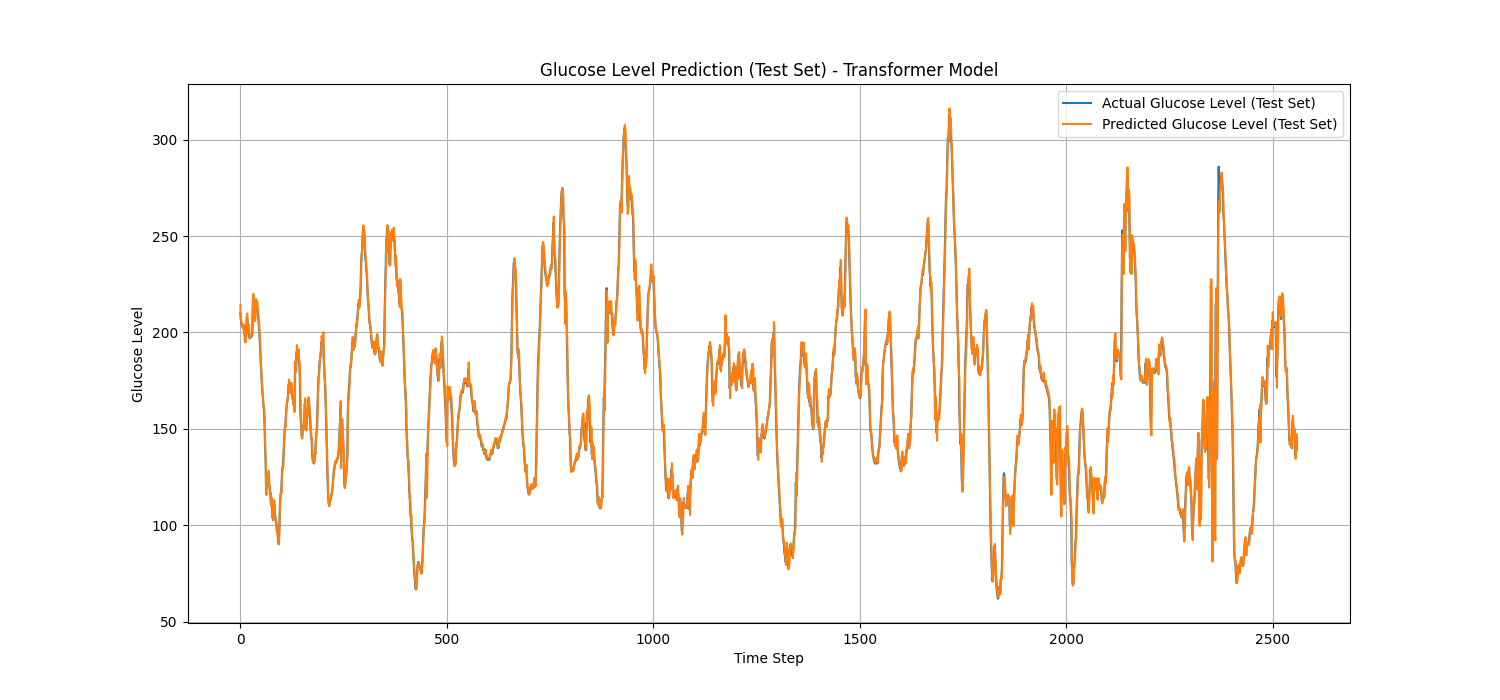 Glucose Level Prediction (Test Set) - Transformer Model
Actual Glucose Level (Test Set)
Predicted Glucose Level (Test Set)
300
250
200
150
100
50
Glucose Level
0 500 1000 1500 2000 2500
Time Step